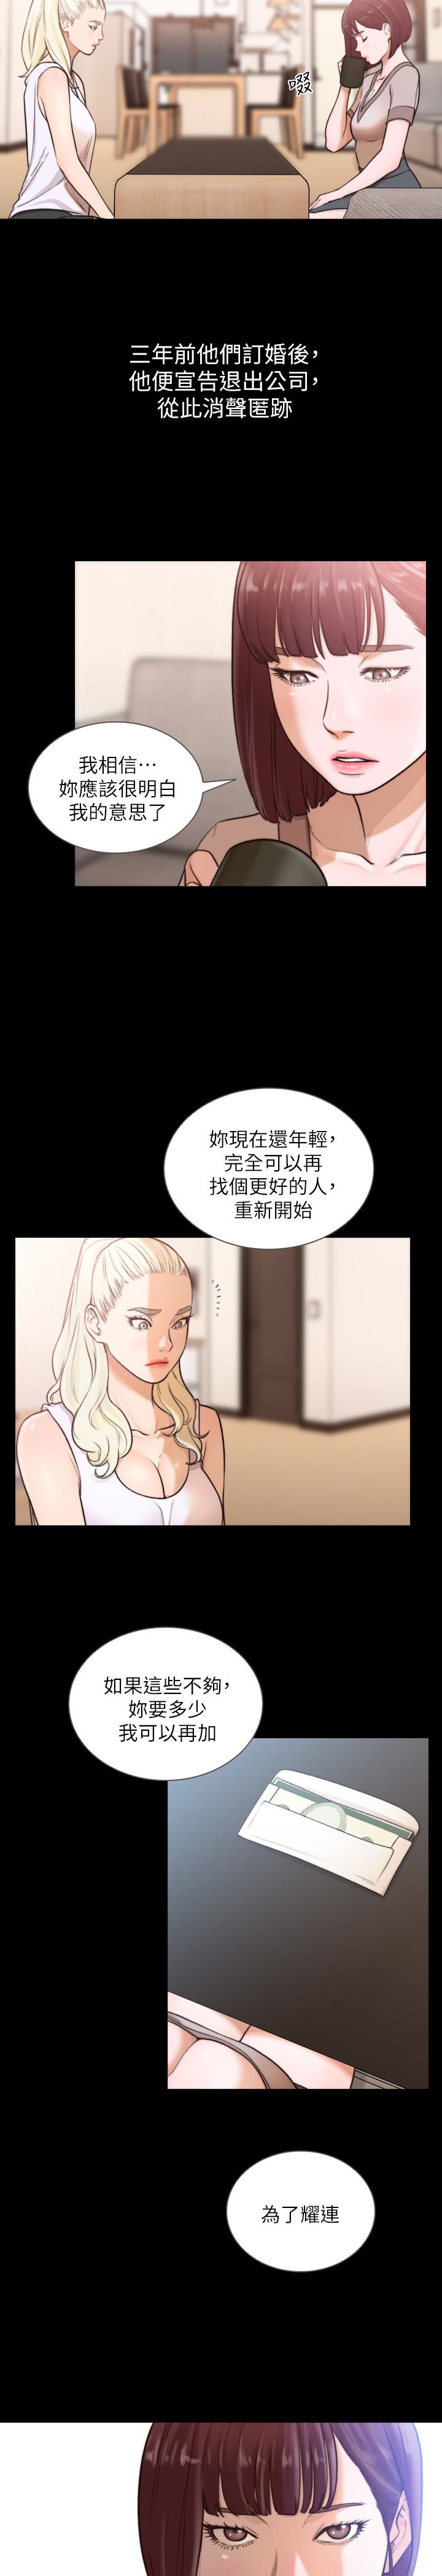 啜
三年前他們訂婚後，
他便宣告退出公司，
從此消聲匿跡
我相信⋯
妳應該很明白
我的意思了
妳現在還年輕，
完全可以再
找個更好的人，
重新開始
如果這些不夠，
妳要多少
我可以再加
為了耀連